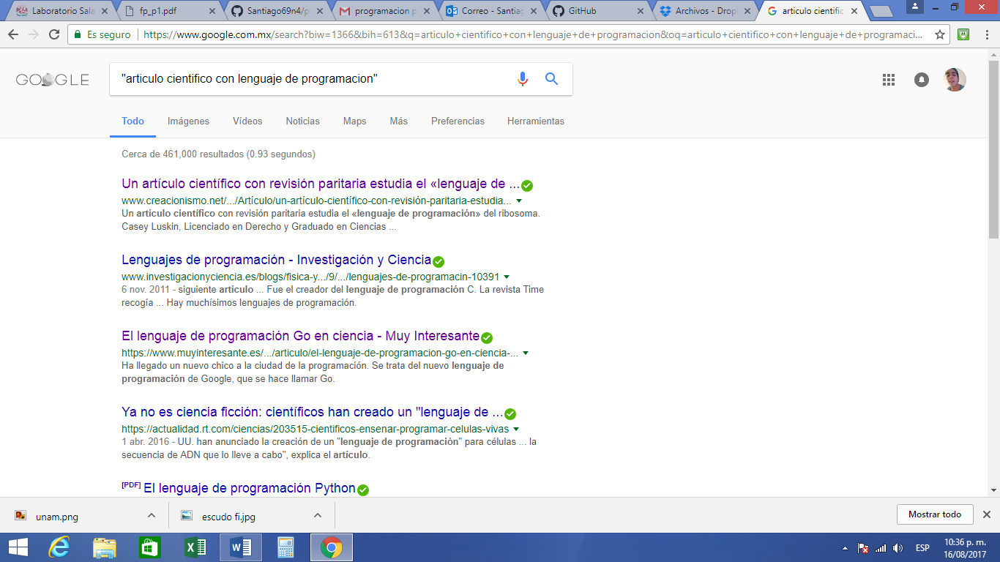 Laboratorio Sala
fp_p1.pdf
Santiago69n4/p
programacion p
Correo - Santiag
GitHub
Archivos - Dropl
articulo cientific
Es seguro
https://www.google.com.mx/search?biw=1366&bih=613&q=articulo+cientifico+con+lenguaje+de+programacion&oq=articulo+cientifico+con+lenguaje+de+programaci...
GOOGLE
"articulo cientifico con lenguaje de programacion"
Todo Imágenes Vídeos Noticias Maps Más Preferencias Herramientas
Cerca de 461,000 resultados (0.93 segundos)
Un artículo científico con revisión paritaria estudia el «lenguaje de ...
www.creacionismo.net/.../Artículo/un-artículo-científico-con-revisión-paritaria-estudia...
Un artículo científico con revisión paritaria estudia el «lenguaje de programación» del ribosoma.
Casey Luskin, Licenciado en Derecho y Graduado en Ciencias ...
Lenguajes de programación - Investigación y Ciencia
www.investigacionyciencia.es/blogs/fisica-y.../9/.../lenguajes-de-programacin-10391
6 nov. 2011 - siguiente artículo ... Fue el creador del lenguaje de programación C. La revista Time
recogía ... Hay muchísimos lenguajes de programación.
El lenguaje de programación Go en ciencia - Muy Interesante
https://www.muyinteresante.es/.../articulo/el-lenguaje-de-programacion-go-en-ciencia-...
Ha llegado un nuevo chico a la ciudad de la programación. Se trata del nuevo lenguaje de
programación de Google, que se hace llamar Go.
Ya no es ciencia ficción: científicos han creado un "lenguaje de ...
https://actualidad.rt.com/ciencias/203515-cientificos-ensenar-programar-celulas-vivas
1 abr. 2016 - UU. han anunciado la creación de un "lenguaje de programación" para células ... la
secuencia de ADN que lo lleve a cabo", explica el artículo.
[PDF] El lenguaje de programación Python
unam.png
escudo fi.jpg
Mostrar todo
ESP
10:36 p. m.
16/08/2017